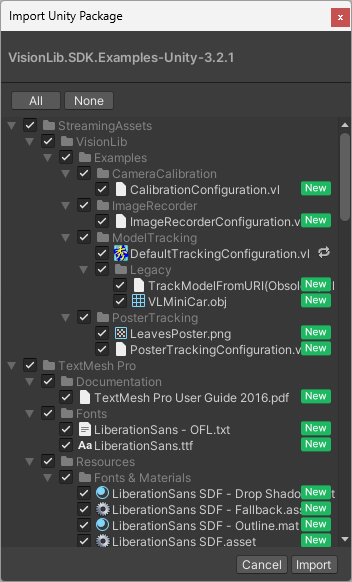 Import Unity Package
x
VisionLib.SDK.Examples-Unity-3.2.1
All None
StreamingAssets
VisionLib
Examples
CameraCalibration
CalibrationConfiguration.vl New
ImageRecorder
ImageRecorderConfiguration.v New
ModelTracking
DefaultTrackingConfiguration.vl
Legacy
TrackModelFromURI(Obsol New
VLMiniCar.obj New
PosterTracking
LeavesPoster.png New
PosterTrackingConfiguration.v New
TextMesh Pro
Documentation
TextMesh Pro User Guide 2016.pdf New
Fonts
LiberationSans - OFL.txt New
Aa LiberationSans.ttf New
Resources
Fonts & Materials
LiberationSans SDF - Drop Shado New
LiberationSans SDF - Fallback.as New
LiberationSans SDF - Outline.mat New
LiberationSans SDF.asset New
Cancel Import